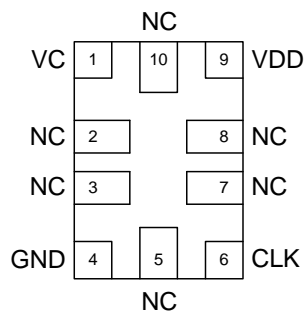 NC
VC 1 10 9 VDD
NC 2 8 NC
NC 3 7 NC
GND 4 5 6 CLK
NC